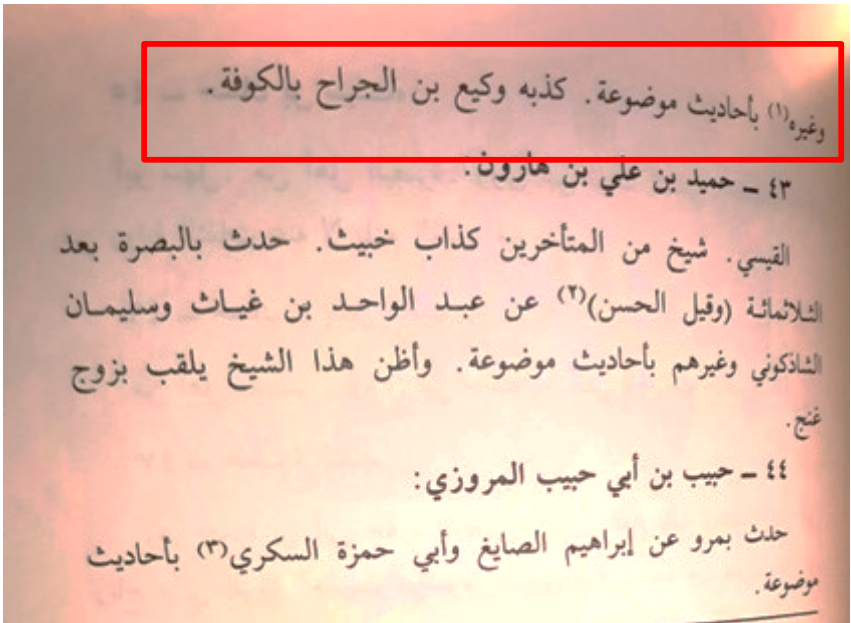 وغيره(١) بأحاديث موضوعة. كذبه وكيع بن الجراح بالكوفة.
٤٣ ـ حميد بن علي بن هارون:
القيسي. شيخ من المتأخرين كذاب خبيث. حدث بالبصرة بعد
الثلاثمائة (وقيل الحسن)(٢) عن عبد الواحد بن غياث وسليمان
الشاذكوني وغيرهم بأحاديث موضوعة. وأظن هذا الشيخ يلقب بزوج
غنج.
٤٤ ـ حبيب بن أبي حبيب المروزي:
حدث بمرو عن إبراهيم الصايغ وأبي حمزة السكري(٣) بأحاديث
موضوعة.